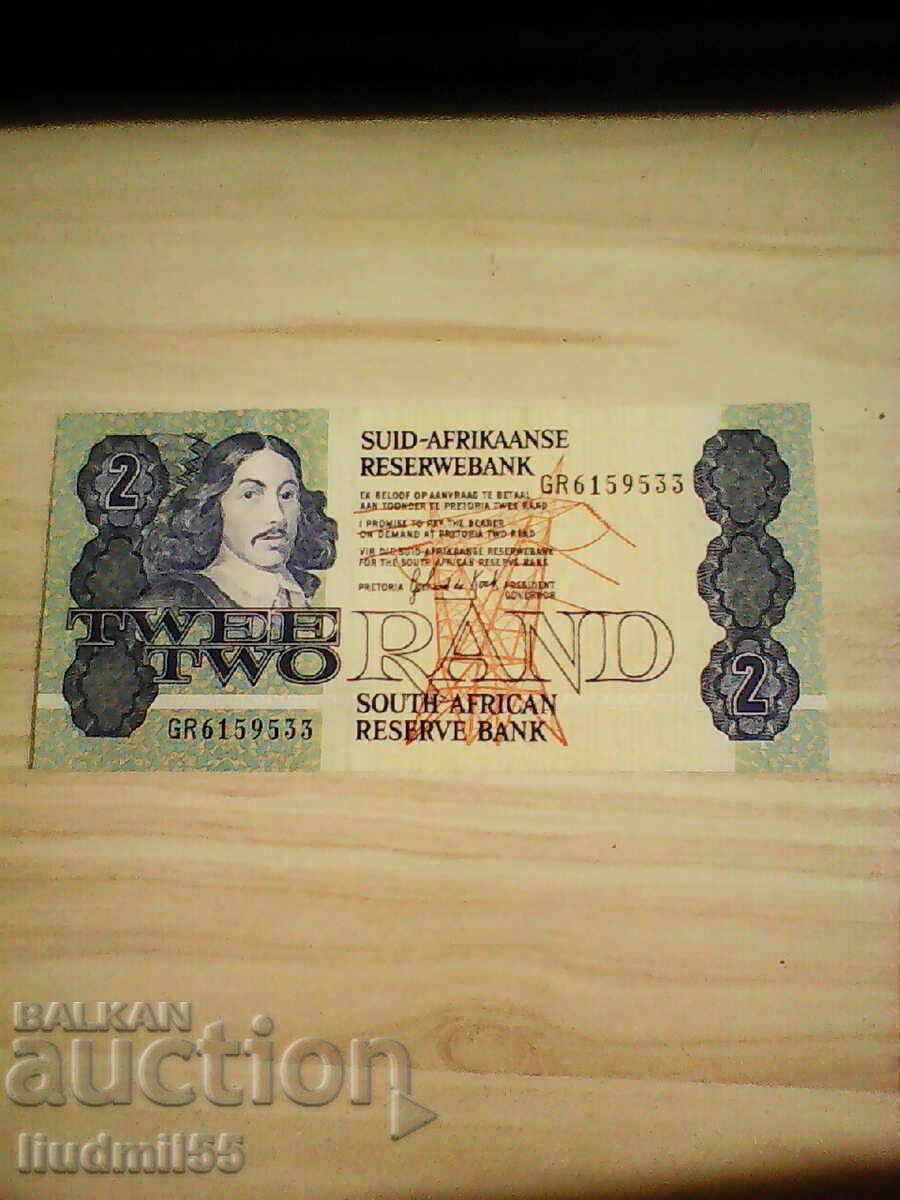 2
SUID-AFRIKAANSE
RESERWEBANK
GR6159533
EK BELOOF OP AANVRAAG TE BETAAL
AAN TOONDER TE PRETORIA TWEE RAND
I PROMISE TO PAY THE BEARER
ON DEMAND AT PRETORIA TWO RAND
VIR DIE SUID-AFRIKAANSE RESERWEBANK
FOR THE SOUTH AFRICAN RESERVE BANK
PRETORIA PRESIDENT
GOVERNOR
TWEE
TWO
RAND
2
SOUTH AFRICAN
RESERVE BANK
GR6159533
BALKAN
auction
liudmil55